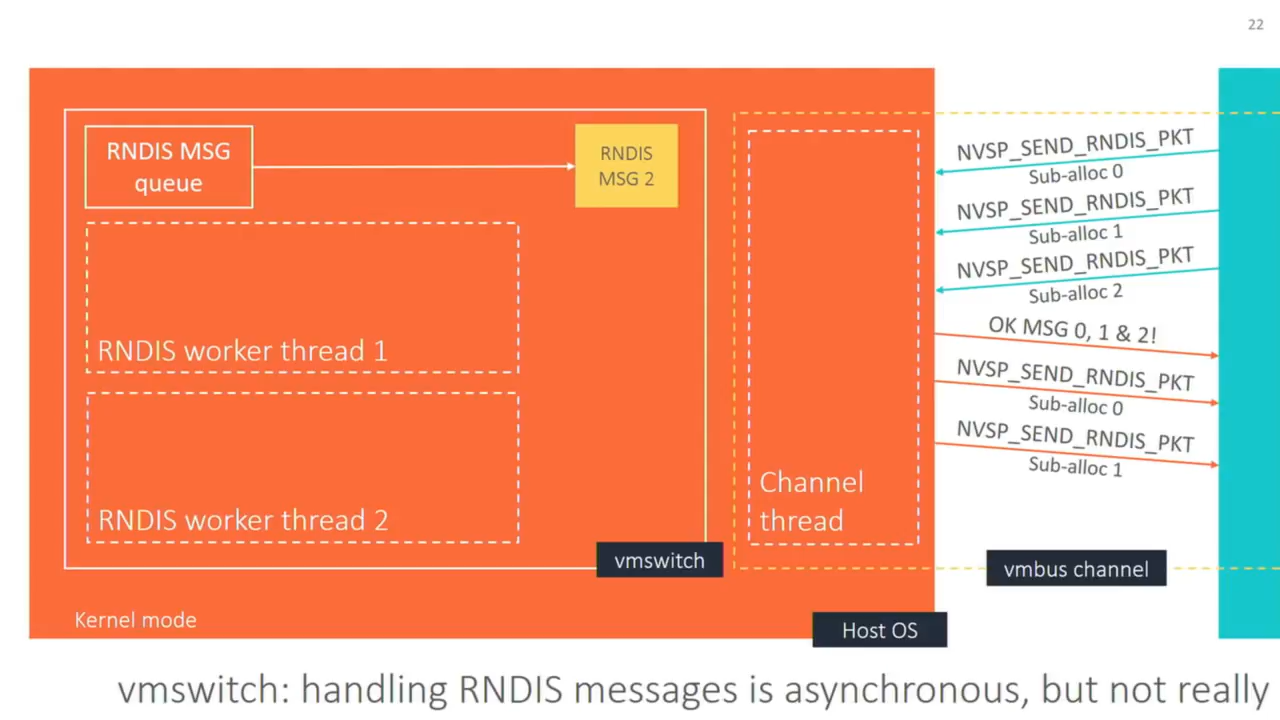 22
RNDIS MSG
queue
RNDIS
MSG 2
RNDIS worker thread 1
RNDIS worker thread 2
vmswitch
Kernel mode
Channel
thread
Host OS
NVSP_SEND_RNDIS_PKT
Sub-alloc 0
NVSP_SEND_RNDIS_PKT
Sub-alloc 1
NVSP_SEND_RNDIS_PKT
Sub-alloc 2
OK MSG 0, 1 & 2!
NVSP_SEND_RNDIS_PKT
Sub-alloc 0
NVSP_SEND_RNDIS_PKT
Sub-alloc 1
vmbus channel
vmswitch: handling RNDIS messages is asynchronous, but not really